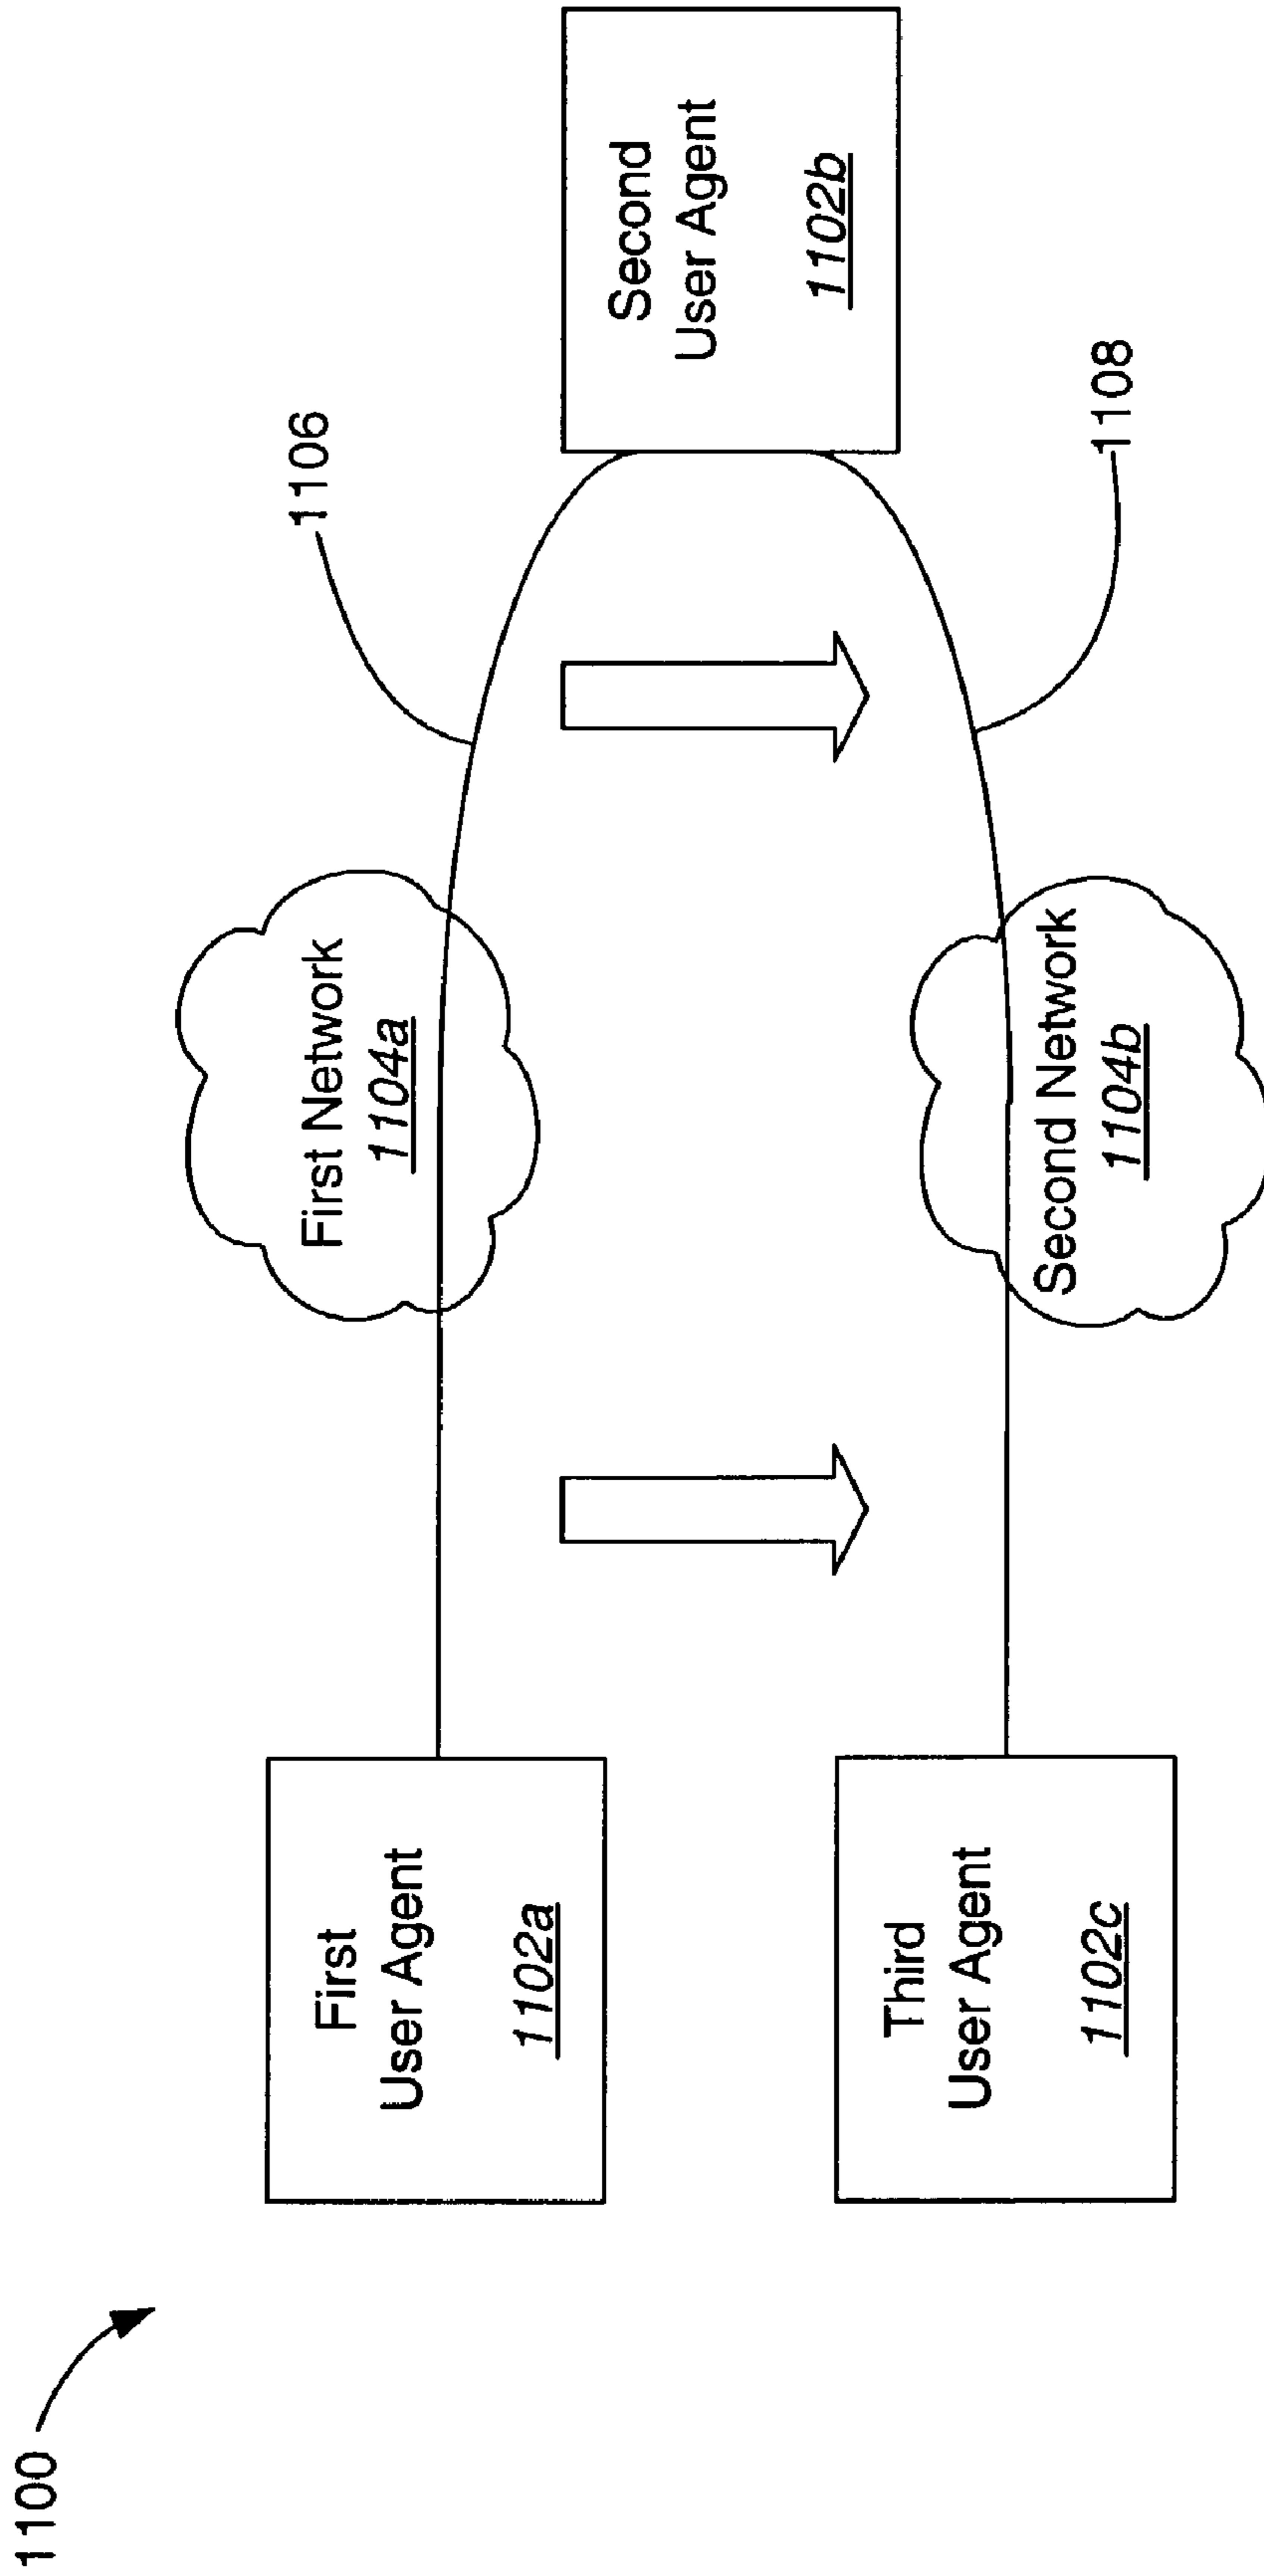 1100
First
User Agent
1102a
First Network
1104a
1106
Second
User Agent
1102b
Third
User Agent
1102c
Second Network
1104b
1108